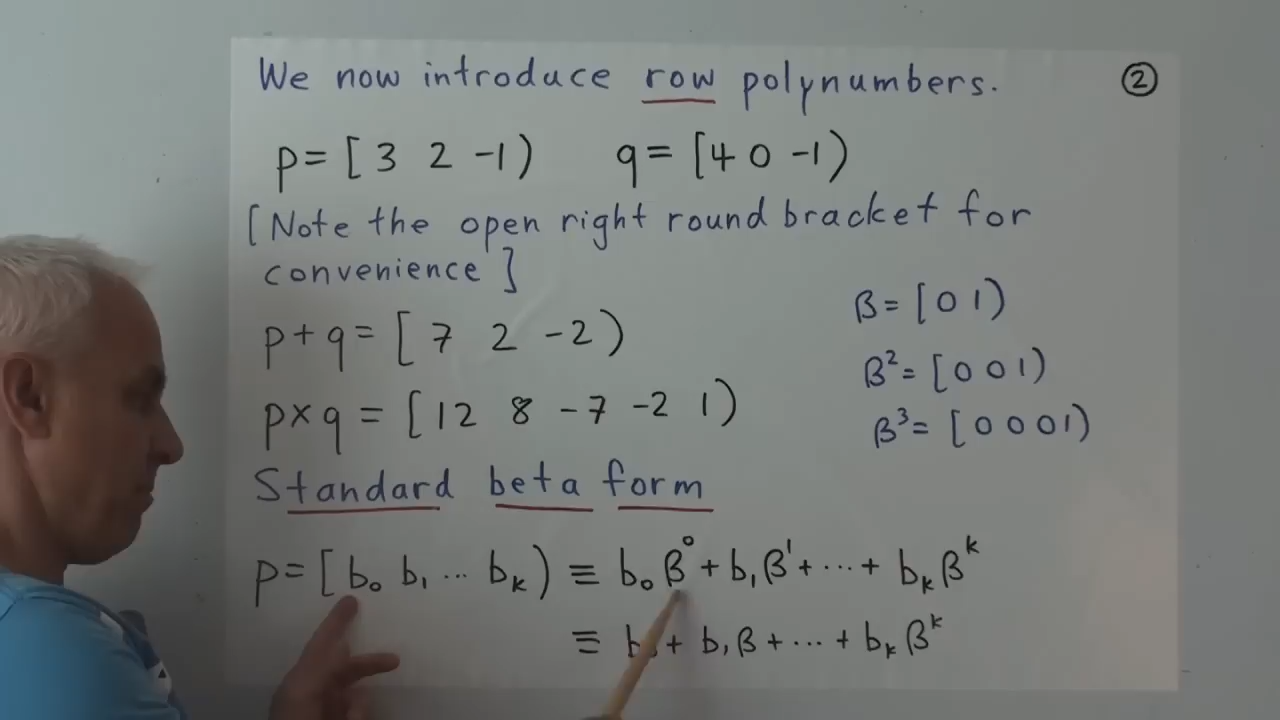 We now introduce row polynumbers. ②
p = [ 3 2 -1 ) q = [ 4 0 -1 )
[ Note the open right round bracket for
convenience ]
p + q = [ 7 2 -2 )
p × q = [ 12 8 -7 -2 1 )
β = [ 0 1 )
β² = [ 0 0 1 )
β³ = [ 0 0 0 1 )
Standard beta form
p = [ b₀ b₁ ... bₖ ) ≡ b₀β⁰ + b₁β¹ + ... + bₖβᵏ
≡ b + b₁β + ... + bₖβᵏ